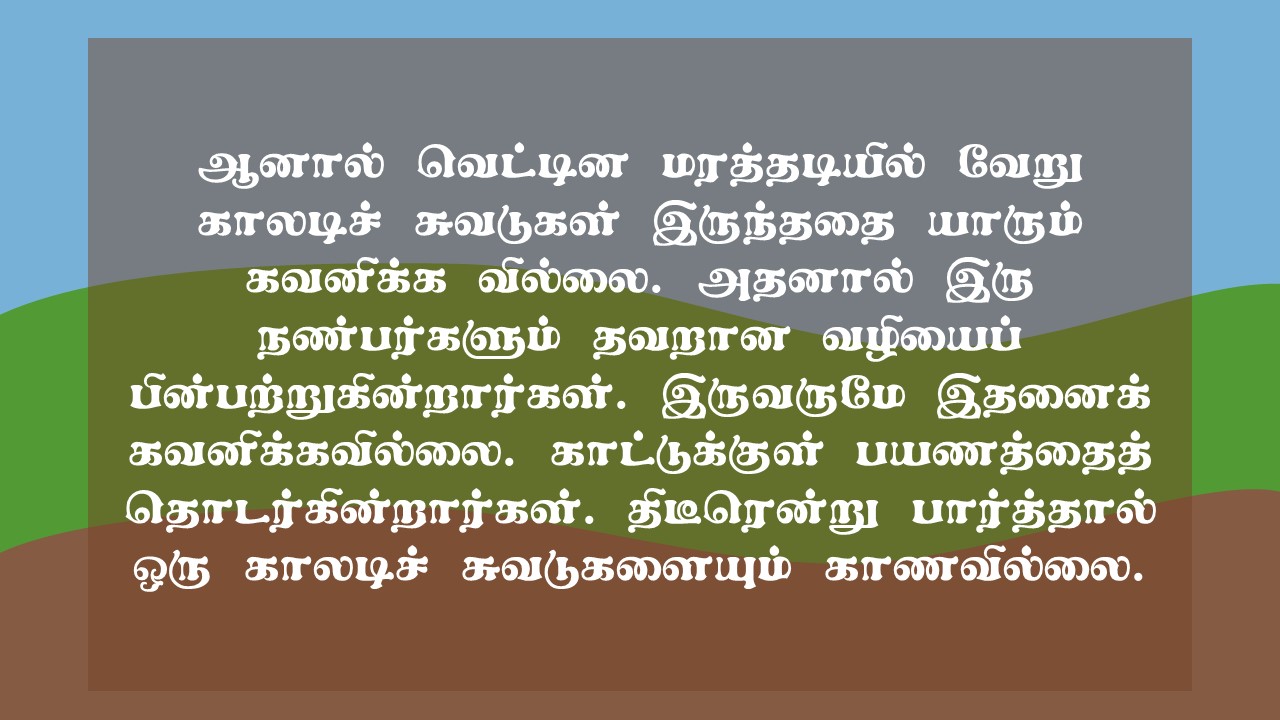 ஆனால் வெட்டின மரத்தடியில் வேறு
காலடிச் சுவடுகள் இருந்ததை யாரும்
கவனிக்க வில்லை. அதனால் இரு
நண்பர்களும் தவறான வழியைப்
பின்பற்றுகின்றார்கள். இருவருமே இதனைக்
கவனிக்கவில்லை. காட்டுக்குள் பயணத்தைத்
தொடர்கின்றார்கள். திடீரென்று பார்த்தால்
ஒரு காலடிச் சுவடுகளையும் காணவில்லை.